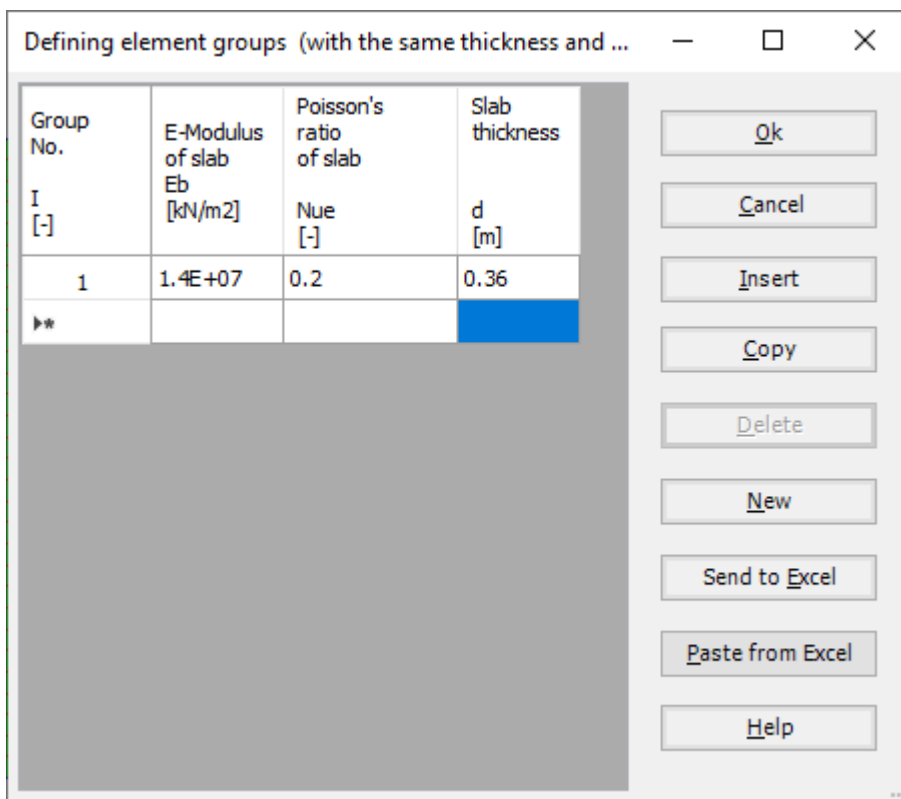 Defining element groups (with the same thickness and ...
Group
No.
I
[-]
E-Modulus
of slab
Eb
[kN/m2]
Poisson's
ratio
of slab
Nue
[-]
Slab
thickness
d
[m]
1 1.4E+07 0.2 0.36
Ok
Cancel
Insert
Copy
Delete
New
Send to Excel
Paste from Excel
Help